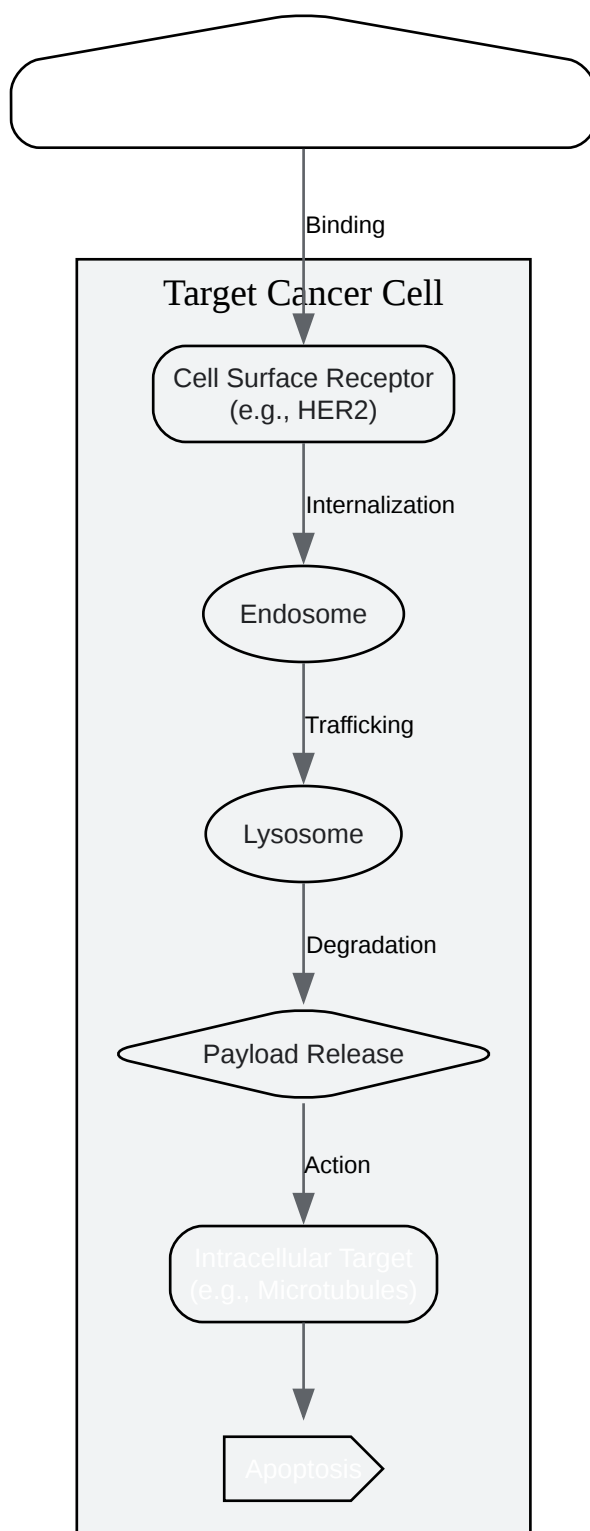 Binding
Target Cancer Cell
Cell Surface Receptor
(e.g., HER2)
Internalization
Endosome
Trafficking
Lysosome
Degradation
Payload Release
Action
Intracellular Target
(e.g., Microtubules)
Apoptosis